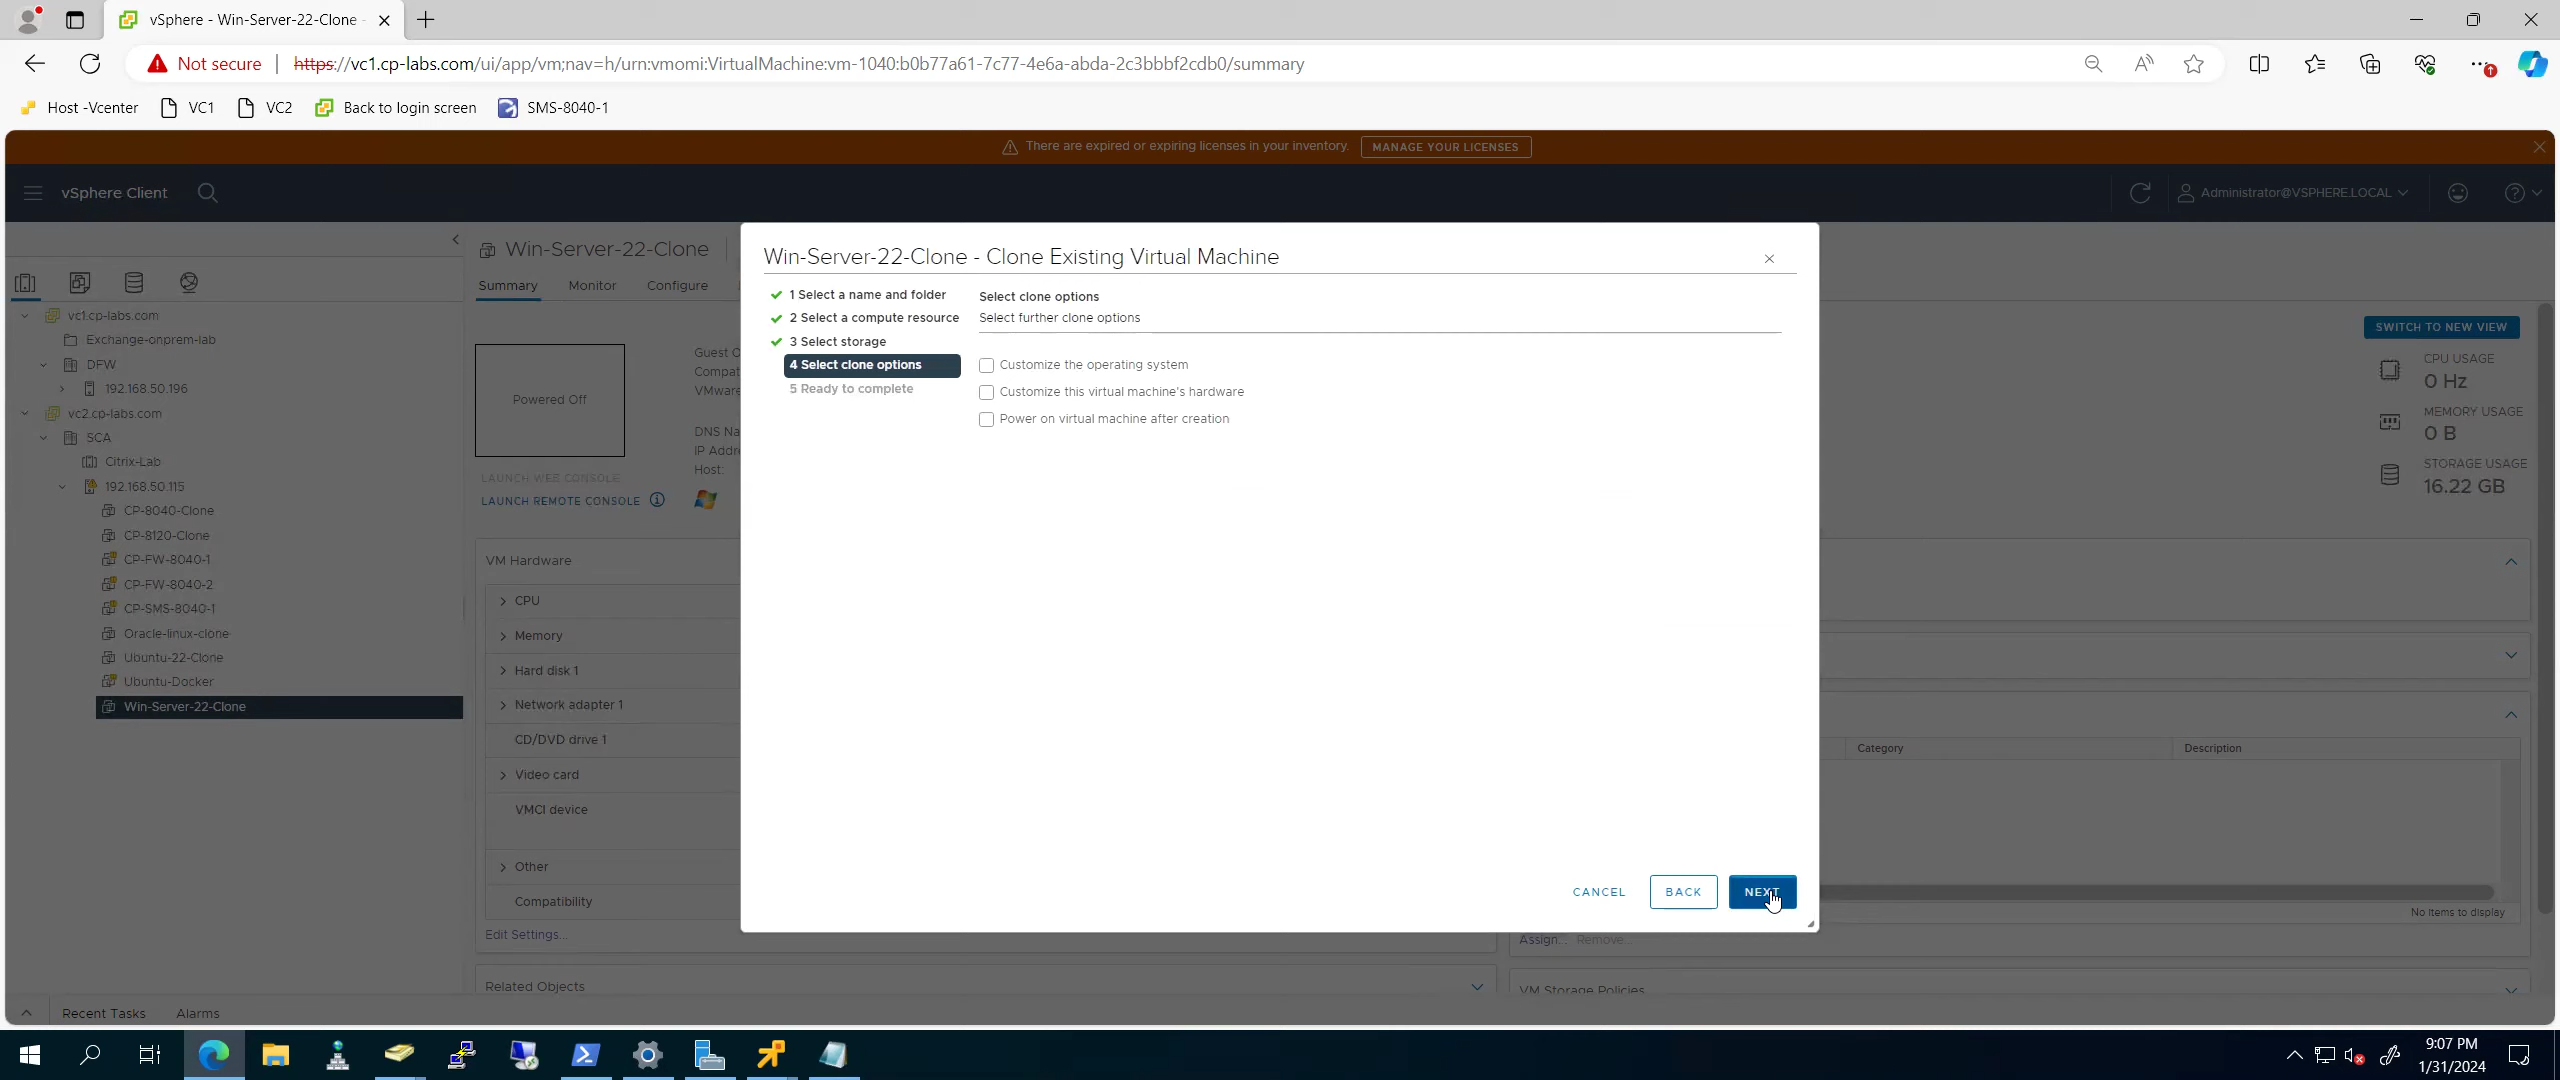 vSphere - Win-Server-22-Clone -
Not secure | https://vc1.cp-labs.com/ui/app/vm;nav=h/urn:vmomi:VirtualMachine:vm-1040:b0b77a61-7c77-4e6a-abda-2c3bbbf2cdb0/summary
Host -Vcenter VC1 VC2 Back to login screen SMS-8040-1
There are expired or expiring licenses in your inventory. MANAGE YOUR LICENSES
vSphere Client Administrator@VSPHERE.LOCAL
vc1.cp-labs.com
Exchange-onprem-lab
DFW
192.168.50.196
vc2.cp-labs.com
SCA
Citrix-Lab
192.168.50.115
CP-8040-Clone
CP-8120-Clone
CP-FW-8040-1
CP-FW-8040-2
CP-SMS-8040-1
Oracle-linux-clone
Ubuntu-22-Clone
Ubuntu-Docker
Win-Server-22-Clone
Win-Server-22-Clone
Summary Monitor Configure
Powered Off
Guest O
Compat
VMware
DNS Na
IP Addre
Host:
LAUNCH WEB CONSOLE
LAUNCH REMOTE CONSOLE
VM Hardware
CPU
Memory
Hard disk 1
Network adapter 1
CD/DVD drive 1
Video card
VMCI device
Other
Compatibility
Edit Settings...
Related Objects
Win-Server-22-Clone - Clone Existing Virtual Machine
1 Select a name and folder
2 Select a compute resource
3 Select storage
4 Select clone options
5 Ready to complete
Select clone options
Select further clone options
Customize the operating system
Customize this virtual machine's hardware
Power on virtual machine after creation
CANCEL BACK NEXT
SWITCH TO NEW VIEW
CPU USAGE
0 Hz
MEMORY USAGE
0 B
STORAGE USAGE
16.22 GB
Category Description
No items to display
Assign... Remove...
VM Storage Policies
Recent Tasks Alarms
9:07 PM
1/31/2024